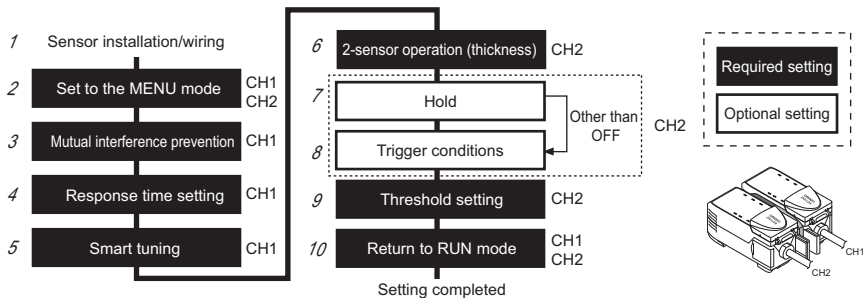 1 Sensor installation/wiring
2 Set to the MENU mode CH1
CH2
3 Mutual interference prevention CH1
4 Response time setting CH1
5 Smart tuning CH1
6 2-sensor operation (thickness) CH2
7 Hold
Other than
OFF
CH2
8 Trigger conditions
9 Threshold setting CH2
10 Return to RUN mode CH1
CH2
Setting completed
Required setting
Optional setting
CH1
CH2